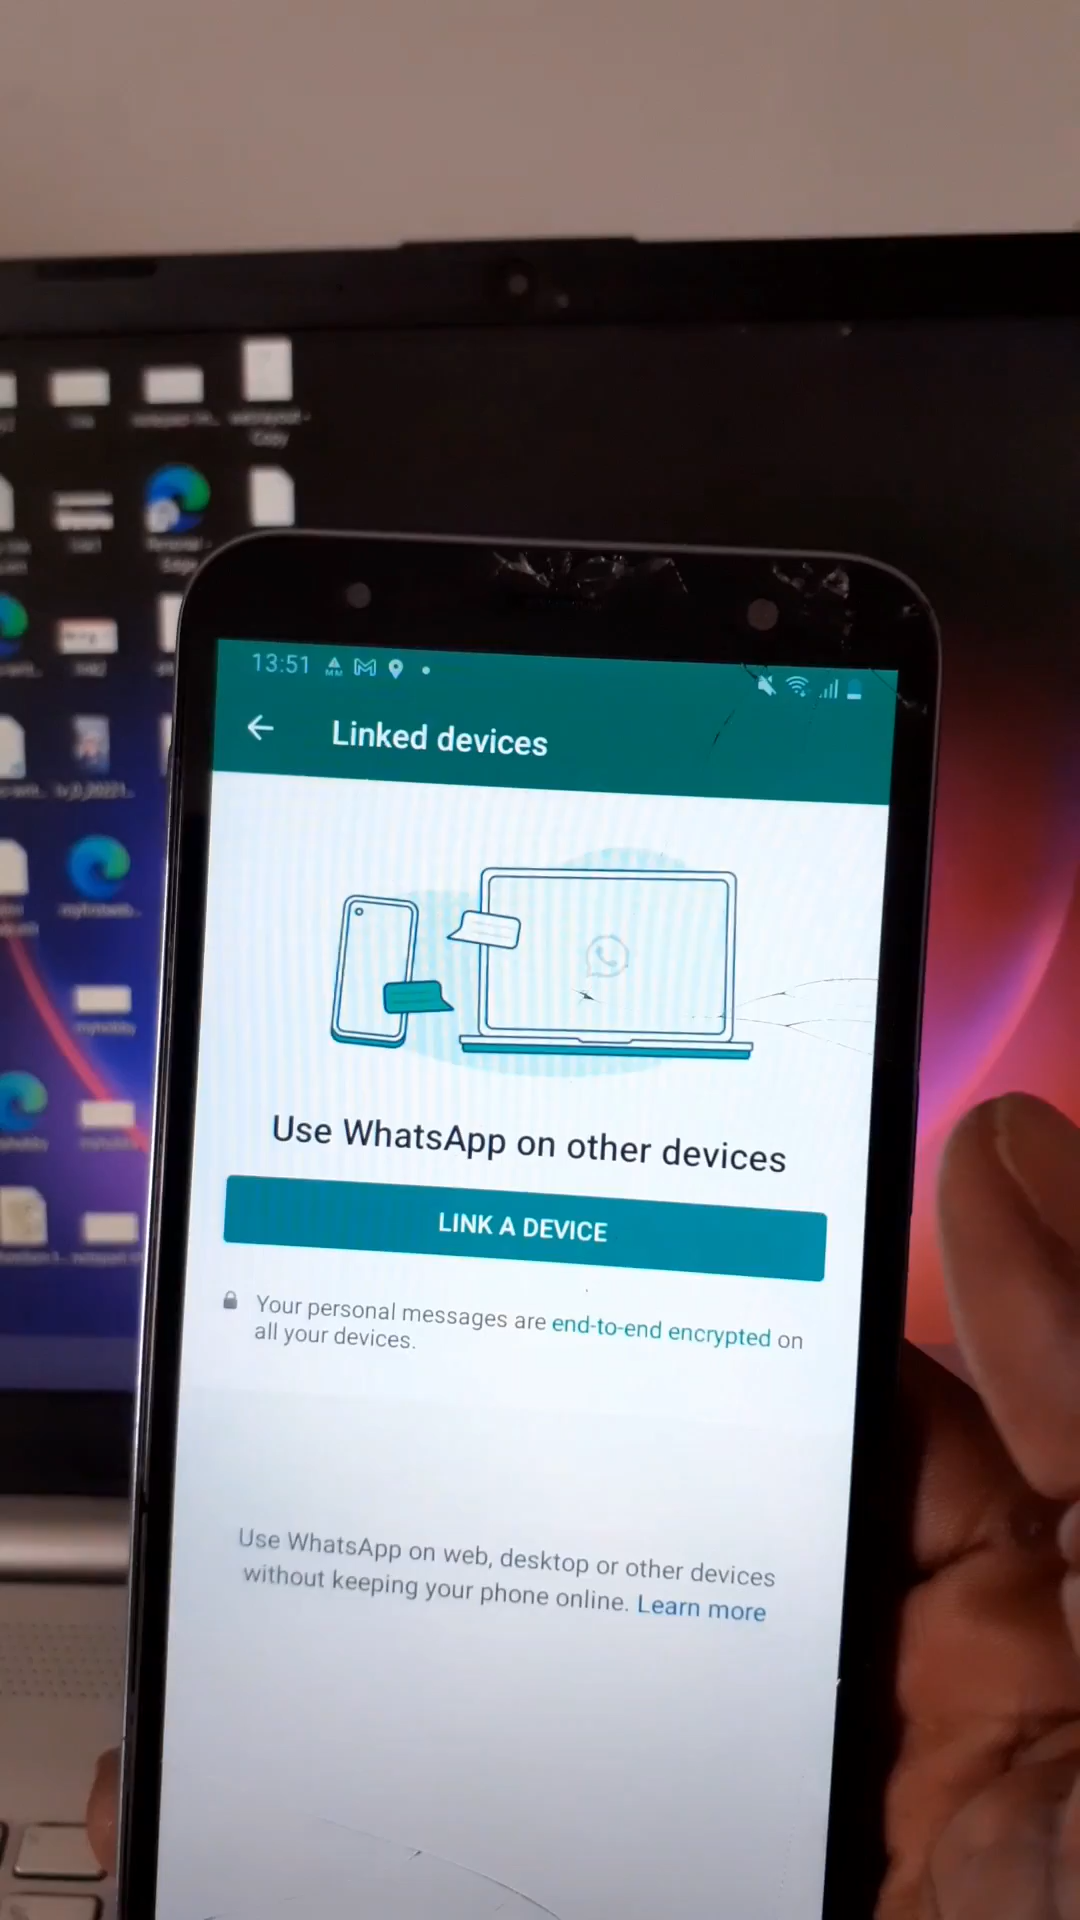 Copy
13:51
Linked devices
Use WhatsApp on other devices
LINK A DEVICE
Your personal messages are end-to-end encrypted on
all your devices.
Use WhatsApp on web, desktop or other devices
without keeping your phone online. Learn more